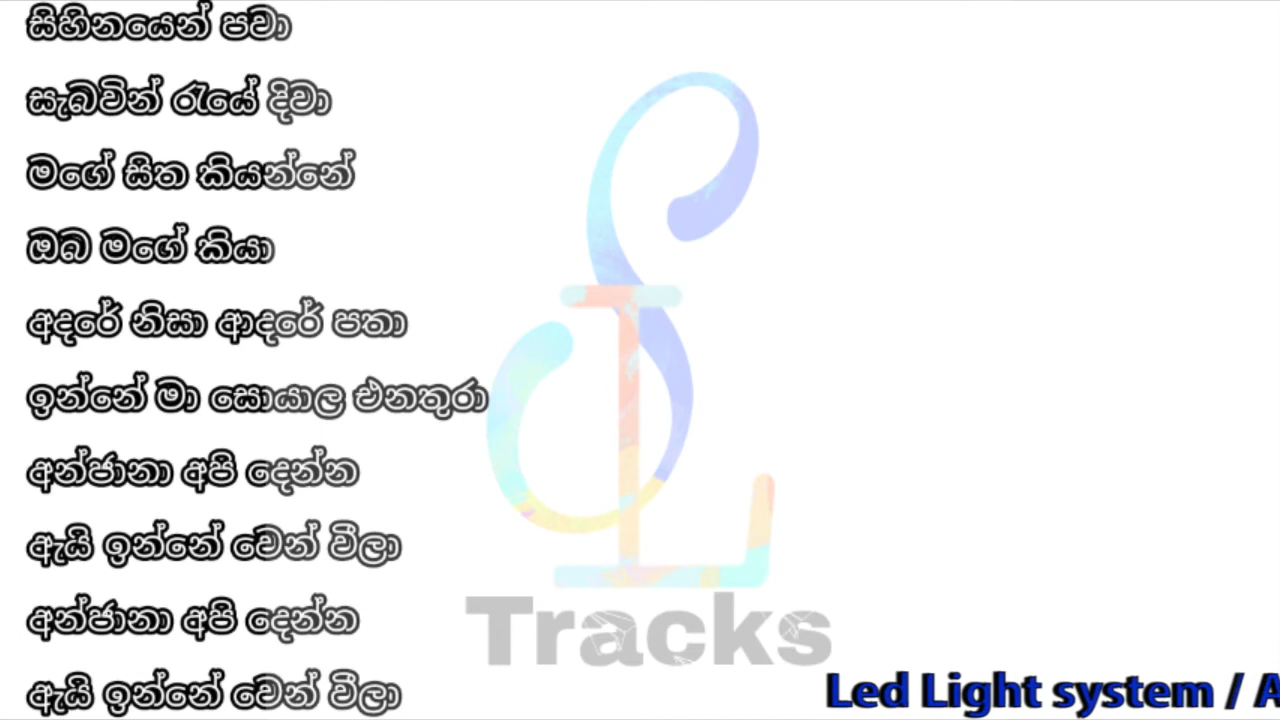 සිහිනයෙන් පවා
සැබවින් රැයේ දිවා
මගේ සිත කියන්නේ
ඔබ මගේ කියා
අදරේ නිසා ආදරේ පතා
ඉන්නේ මා සොයාල එනතුරා
අන්ජානා අපි දෙන්න
ඇයි ඉන්නේ වෙන් වීලා
අන්ජානා අපි දෙන්න
ඇයි ඉන්නේ වෙන් වීලා
SL
Tracks
Led Light system / A